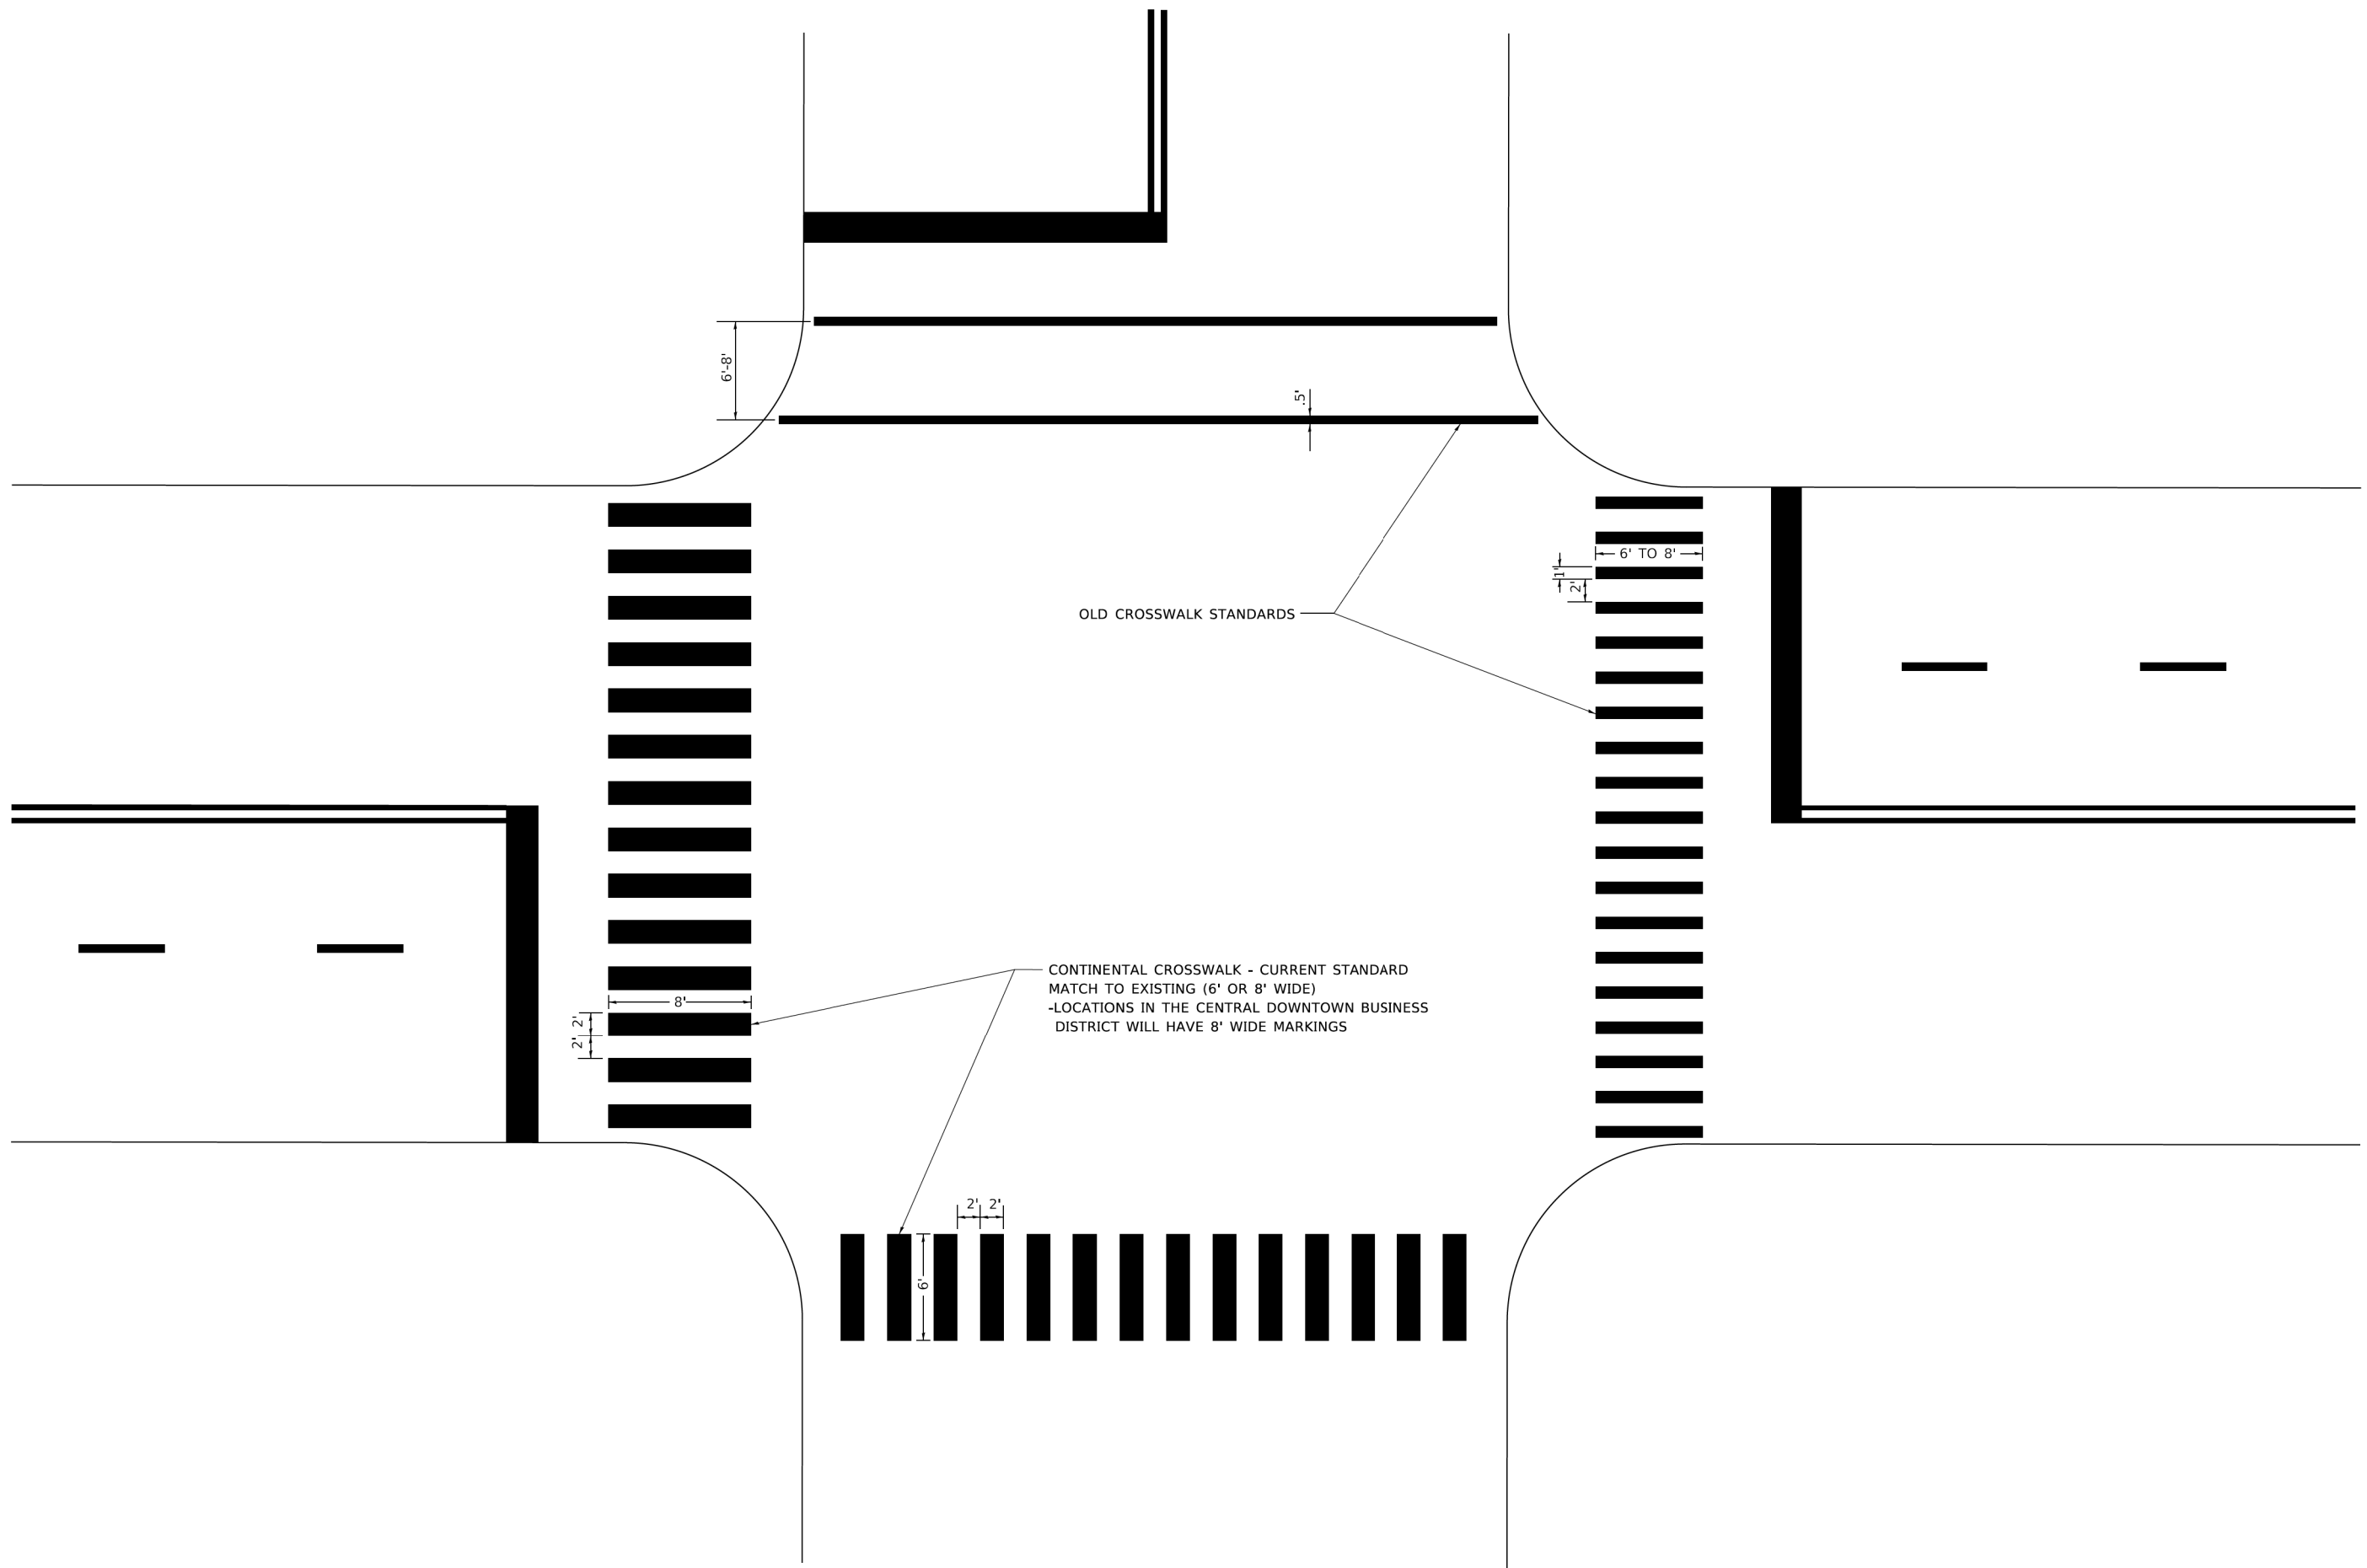 6'-8'
.5'
6' TO 8'
1'
2'
OLD CROSSWALK STANDARDS
CONTINENTAL CROSSWALK - CURRENT STANDARD
MATCH TO EXISTING (6' OR 8' WIDE)
-LOCATIONS IN THE CENTRAL DOWNTOWN BUSINESS
DISTRICT WILL HAVE 8' WIDE MARKINGS
8'
2'
2'
2' 2'
6'